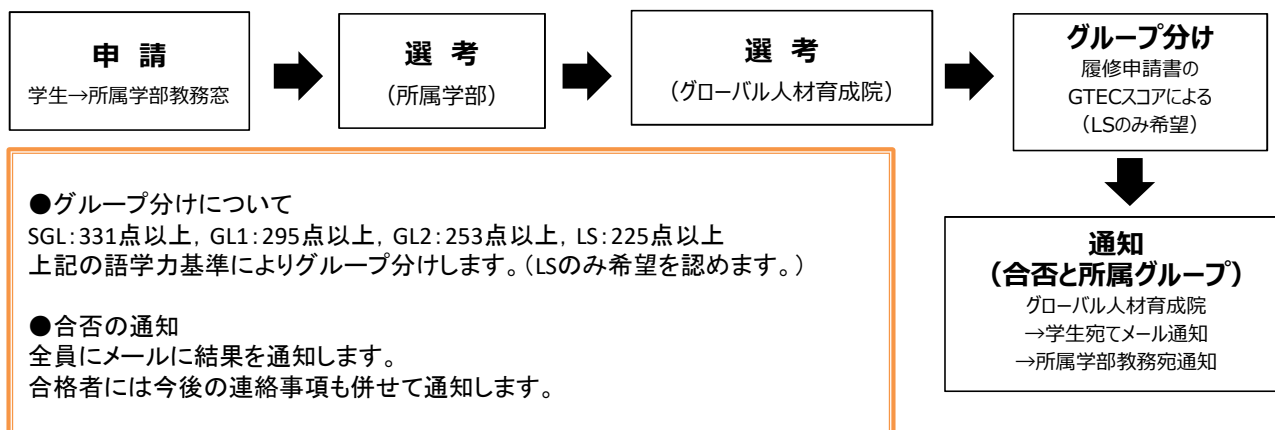 申 請
学生→所属学部教務窓
選 考
（所属学部）
選 考
（グローバル人材育成院）
グループ分け
履修申請書の
GTECスコアによる
（LSのみ希望）
●グループ分けについて
SGL：331点以上，GL1：295点以上，GL2：253点以上，LS：225点以上
上記の語学力基準によりグループ分けします。（LSのみ希望を認めます。）
●合否の通知
全員にメールに結果を通知します。
合格者には今後の連絡事項も併せて通知します。
通知
（合否と所属グループ）
グローバル人材育成院
→学生宛てメール通知
→所属学部教務宛通知